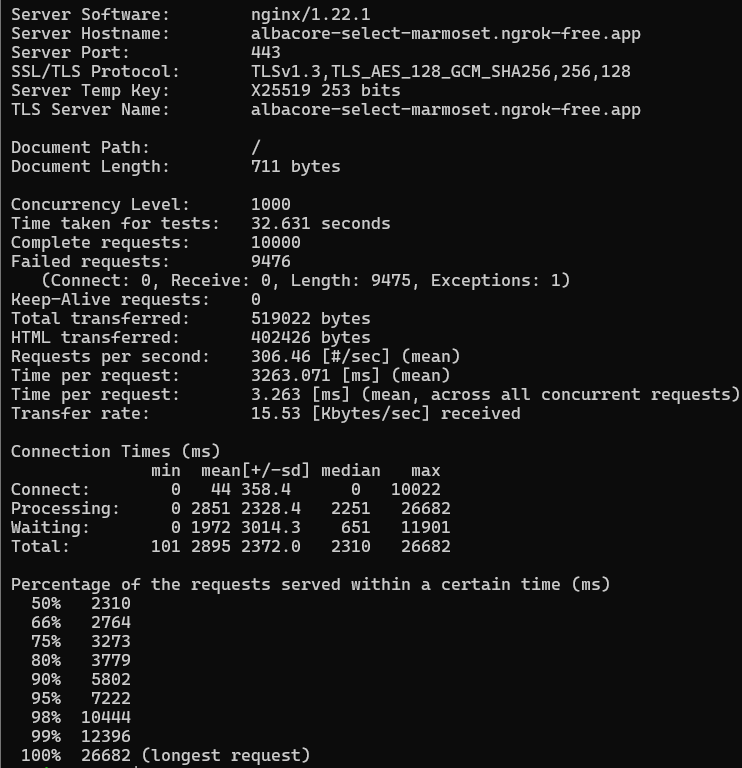 Server Software:        nginx/1.22.1
Server Hostname:        albacore-select-marmoset.ngrok-free.app
Server Port:            443
SSL/TLS Protocol:       TLSv1.3,TLS_AES_128_GCM_SHA256,256,128
Server Temp Key:        X25519 253 bits
TLS Server Name:        albacore-select-marmoset.ngrok-free.app

Document Path:          /
Document Length:        711 bytes

Concurrency Level:      1000
Time taken for tests:   32.631 seconds
Complete requests:      10000
Failed requests:        9476
   (Connect: 0, Receive: 0, Length: 9475, Exceptions: 1)
Keep-Alive requests:    0
Total transferred:      519022 bytes
HTML transferred:       402426 bytes
Requests per second:    306.46 [#/sec] (mean)
Time per request:       3263.071 [ms] (mean)
Time per request:       3.263 [ms] (mean, across all concurrent requests)
Transfer rate:          15.53 [Kbytes/sec] received

Connection Times (ms)
              min  mean[+/-sd] median   max
Connect:        0   44 358.4      0   10022
Processing:     0 2851 2328.4   2251   26682
Waiting:        0 1972 3014.3    651   11901
Total:        101 2895 2372.0   2310   26682

Percentage of the requests served within a certain time (ms)
  50%   2310
  66%   2764
  75%   3273
  80%   3779
  90%   5802
  95%   7222
  98%  10444
  99%  12396
 100%  26682 (longest request)